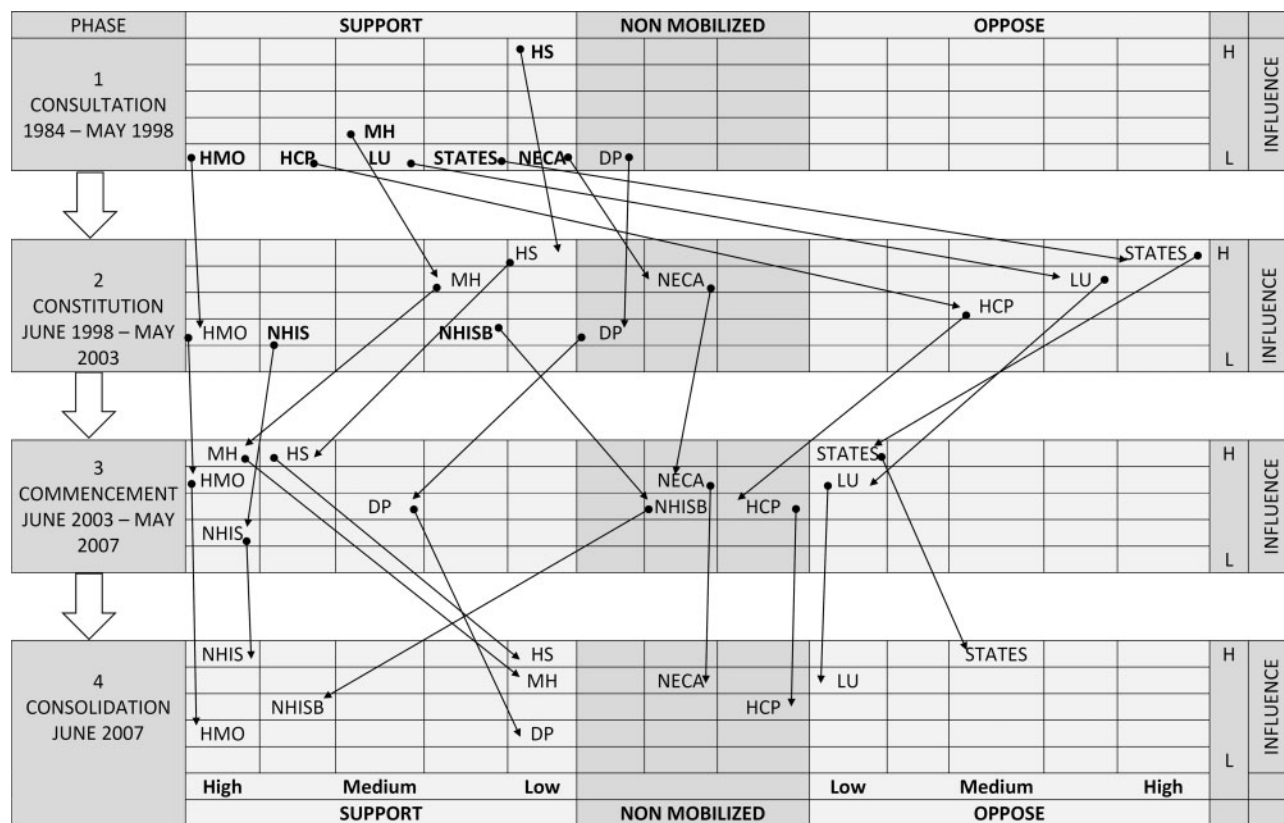 PHASE SUPPORT NON MOBILIZED OPPOSE
1
CONSULTATION
1984 – MAY 1998
HS H
MH
HMO HCP LU STATES NECA DP L
INFLUENCE
2
CONSTITUTION
JUNE 1998 – MAY
2003
HS STATES H
MH NECA LU
HCP
HMO NHIS NHISB DP
L
INFLUENCE
3
COMMENCEMENT
JUNE 2003 – MAY
2007
MH HS STATES H
HMO NECA LU
DP NHISB HCP
NHIS
L
INFLUENCE
4
CONSOLIDATION
JUNE 2007
NHIS HS STATES H
MH NECA LU
NHISB HCP
HMO DP
L
INFLUENCE
High Medium Low Low Medium High
SUPPORT NON MOBILIZED OPPOSE